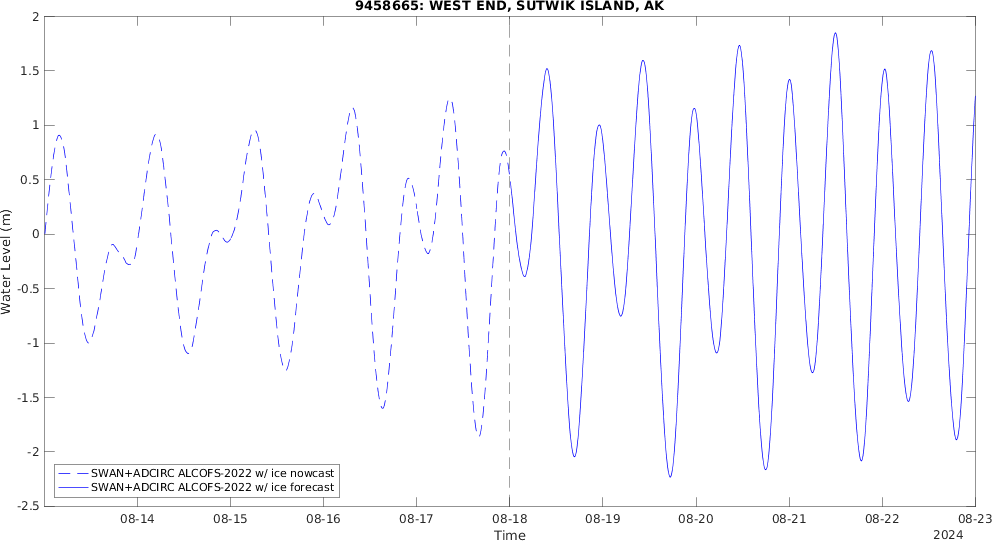 9458665: WEST END, SUTWIK ISLAND, AK
2
1.5
1
0.5
0
-0.5
-1
-1.5
-2
-2.5
Water Level (m)
SWAN+ADCIRC ALCOFS-2022 w/ ice nowcast
SWAN+ADCIRC ALCOFS-2022 w/ ice forecast
08-14 08-15 08-16 08-17 08-18 08-19 08-20 08-21 08-22 08-23
Time
2024